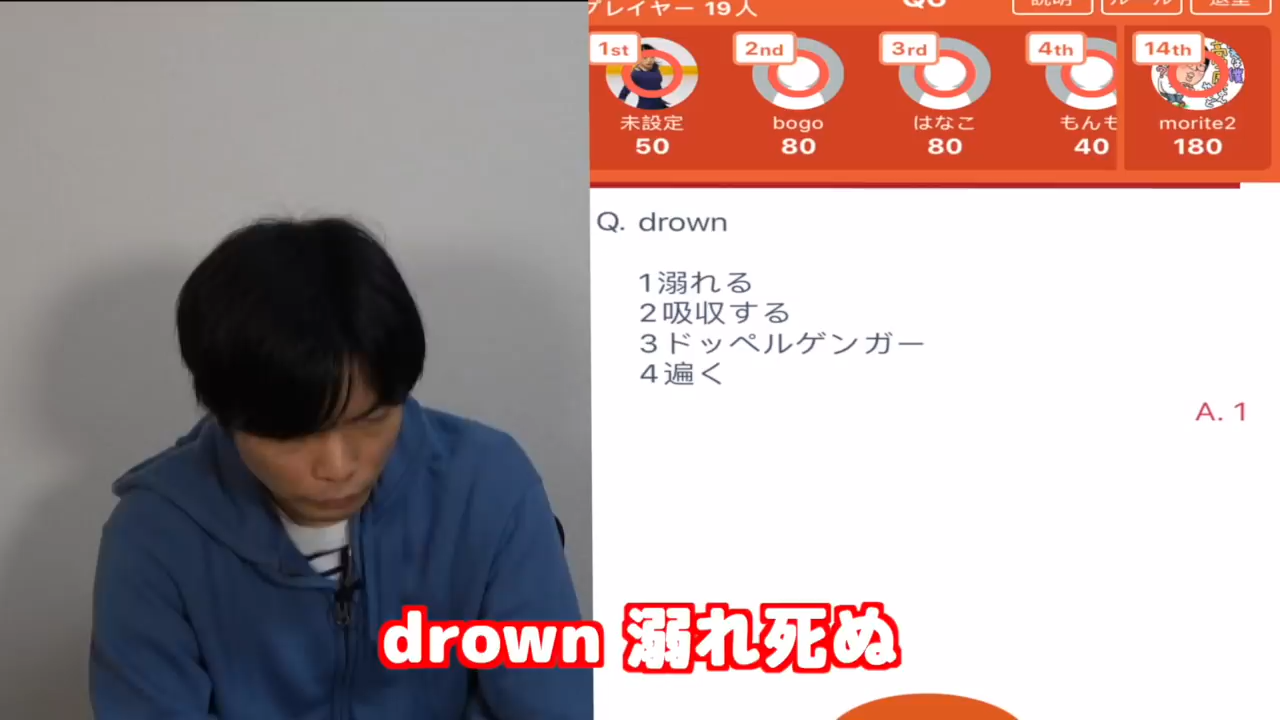 プレイヤー 19人
説明
ルール
退室
1st
2nd
3rd
4th
14th
未設定
bogo
はなこ
もんも
morite2
50
80
80
40
180
Q. drown
1溺れる
2吸収する
3ドッペルゲンガー
4遍く
A. 1
drown 溺れ死ぬ